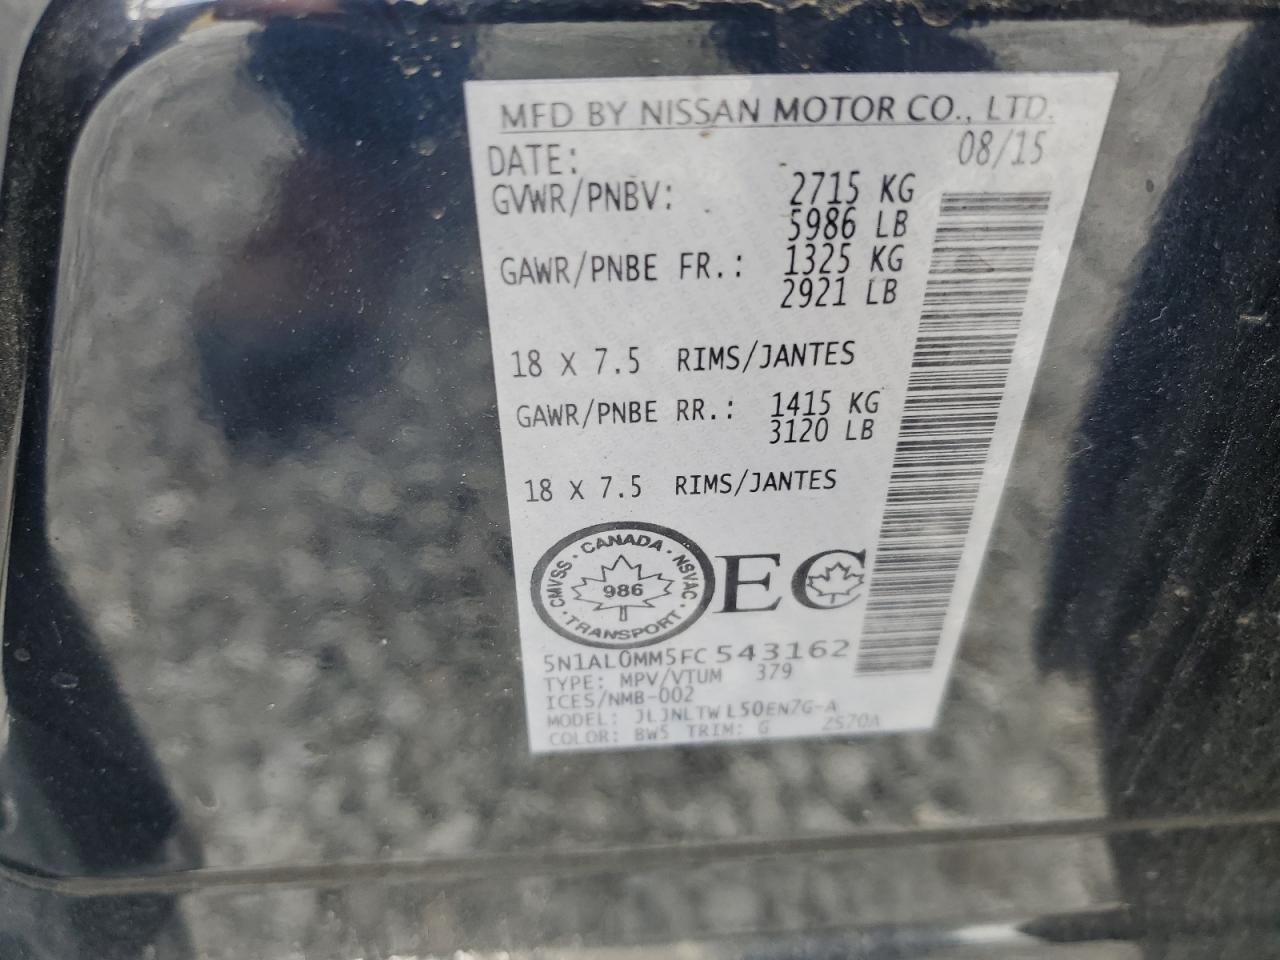 MFD BY NISSAN MOTOR CO., LTD.
DATE: 08/15
GVWR/PNBV: 2715 KG
5986 LB
GAWR/PNBE FR.: 1325 KG
2921 LB
18 X 7.5 RIMS/JANTES
GAWR/PNBE RR.: 1415 KG
3120 LB
18 X 7.5 RIMS/JANTES
CANADA · NSVAC · TRANSPORT · CMVSS ·
986
EC
5N1AL0MM5FC543162
TYPE: MPV/VTUM 379
ICES/NMB-002
MODEL: JLJNLTW L50EN7G-A
COLOR: BW5 TRIM: G ZS70A